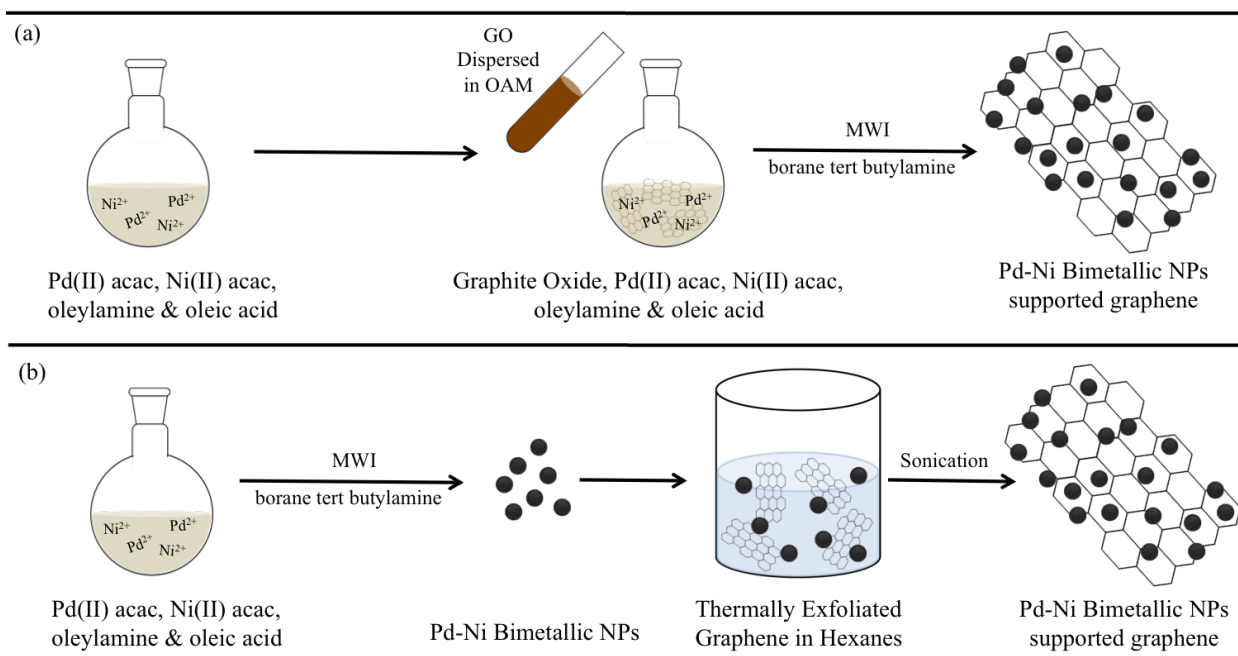 (a)
GO
Dispersed
in OAM
Ni²⁺ Pd²⁺
Pd²⁺ Ni²⁺
Ni²⁺ Pd²⁺
Pd²⁺ Ni²⁺
MWI
borane tert butylamine
Pd(II) acac, Ni(II) acac,
oleylamine & oleic acid
Graphite Oxide, Pd(II) acac, Ni(II) acac,
oleylamine & oleic acid
Pd-Ni Bimetallic NPs
supported graphene
(b)
Ni²⁺ Pd²⁺
Pd²⁺ Ni²⁺
MWI
borane tert butylamine
Sonication
Pd(II) acac, Ni(II) acac,
oleylamine & oleic acid
Pd-Ni Bimetallic NPs
Thermally Exfoliated
Graphene in Hexanes
Pd-Ni Bimetallic NPs
supported graphene